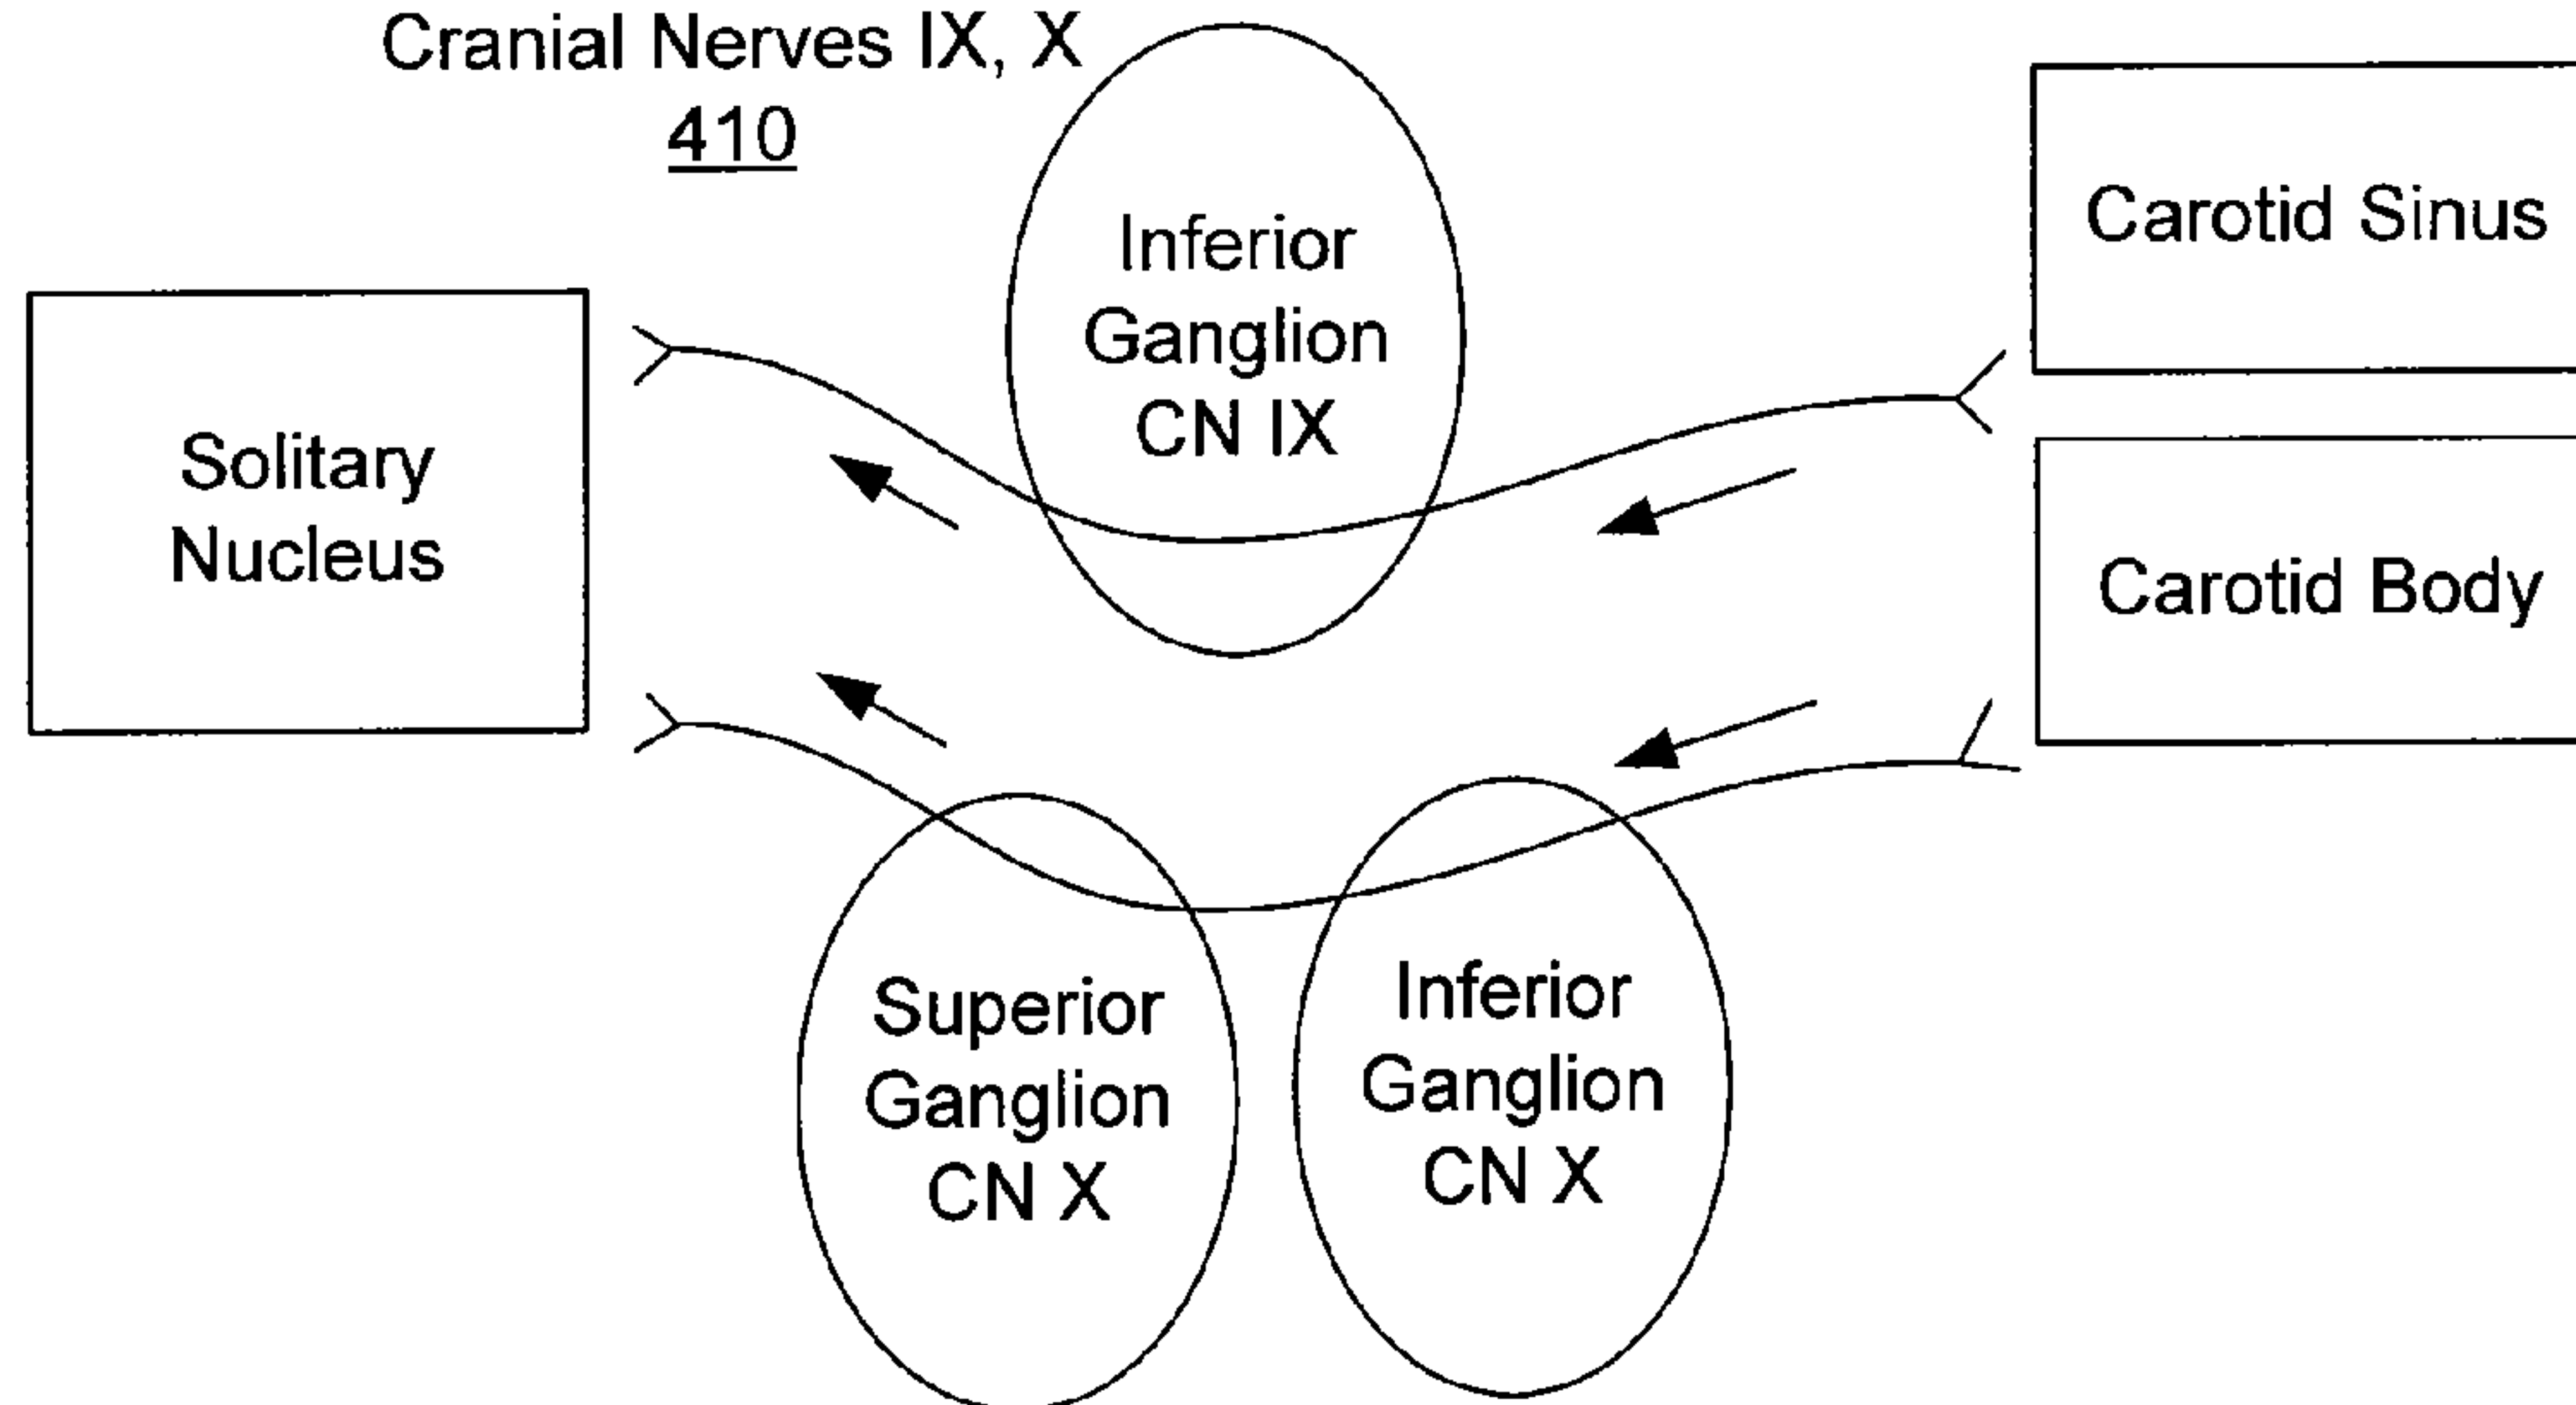 Cranial Nerves IX, X
410
Inferior
Ganglion
CN IX
Carotid Sinus
Solitary
Nucleus
Carotid Body
Superior
Ganglion
CN X
Inferior
Ganglion
CN X